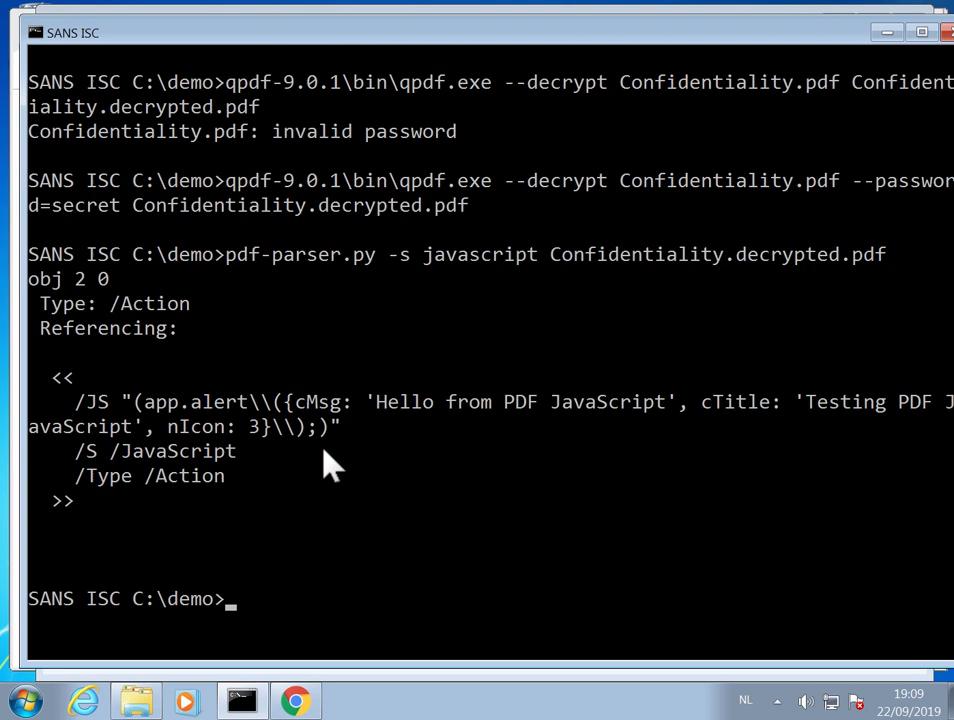 SANS ISC
SANS ISC C:\demo>qpdf-9.0.1\bin\qpdf.exe --decrypt Confidentiality.pdf Confident
iality.decrypted.pdf
Confidentiality.pdf: invalid password
SANS ISC C:\demo>qpdf-9.0.1\bin\qpdf.exe --decrypt Confidentiality.pdf --passwor
d=secret Confidentiality.decrypted.pdf
SANS ISC C:\demo>pdf-parser.py -s javascript Confidentiality.decrypted.pdf
obj 2 0
Type: /Action
Referencing:
<<
/JS "(app.alert\\({cMsg: 'Hello from PDF JavaScript', cTitle: 'Testing PDF J
avaScript', nIcon: 3}\\);)"
/S /JavaScript
/Type /Action
>>
SANS ISC C:\demo>_
NL
19:09
22/09/2019